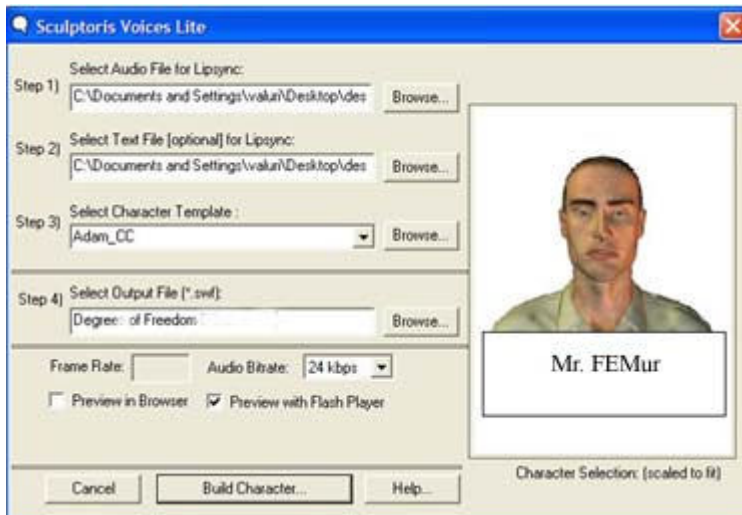 Sculptoris Voices Lite
Select Audio File for Lipsync:
Step 1)
C:\Documents and Settings\valuri\Desktop\des
Browse...
Select Text File [optional] for Lipsync:
Step 2)
C:\Documents and Settings\valuri\Desktop\des
Browse...
Select Character Template :
Step 3)
Adam_CC
Browse...
Select Output File (*.swf):
Step 4)
Degrees of Freedom
Browse...
Frame Rate:
Audio Bitrate:
24 kbps
Preview in Browser
Preview with Flash Player
Cancel
Build Character...
Help...
Mr. FEMur
Character Selection: (scaled to fit)